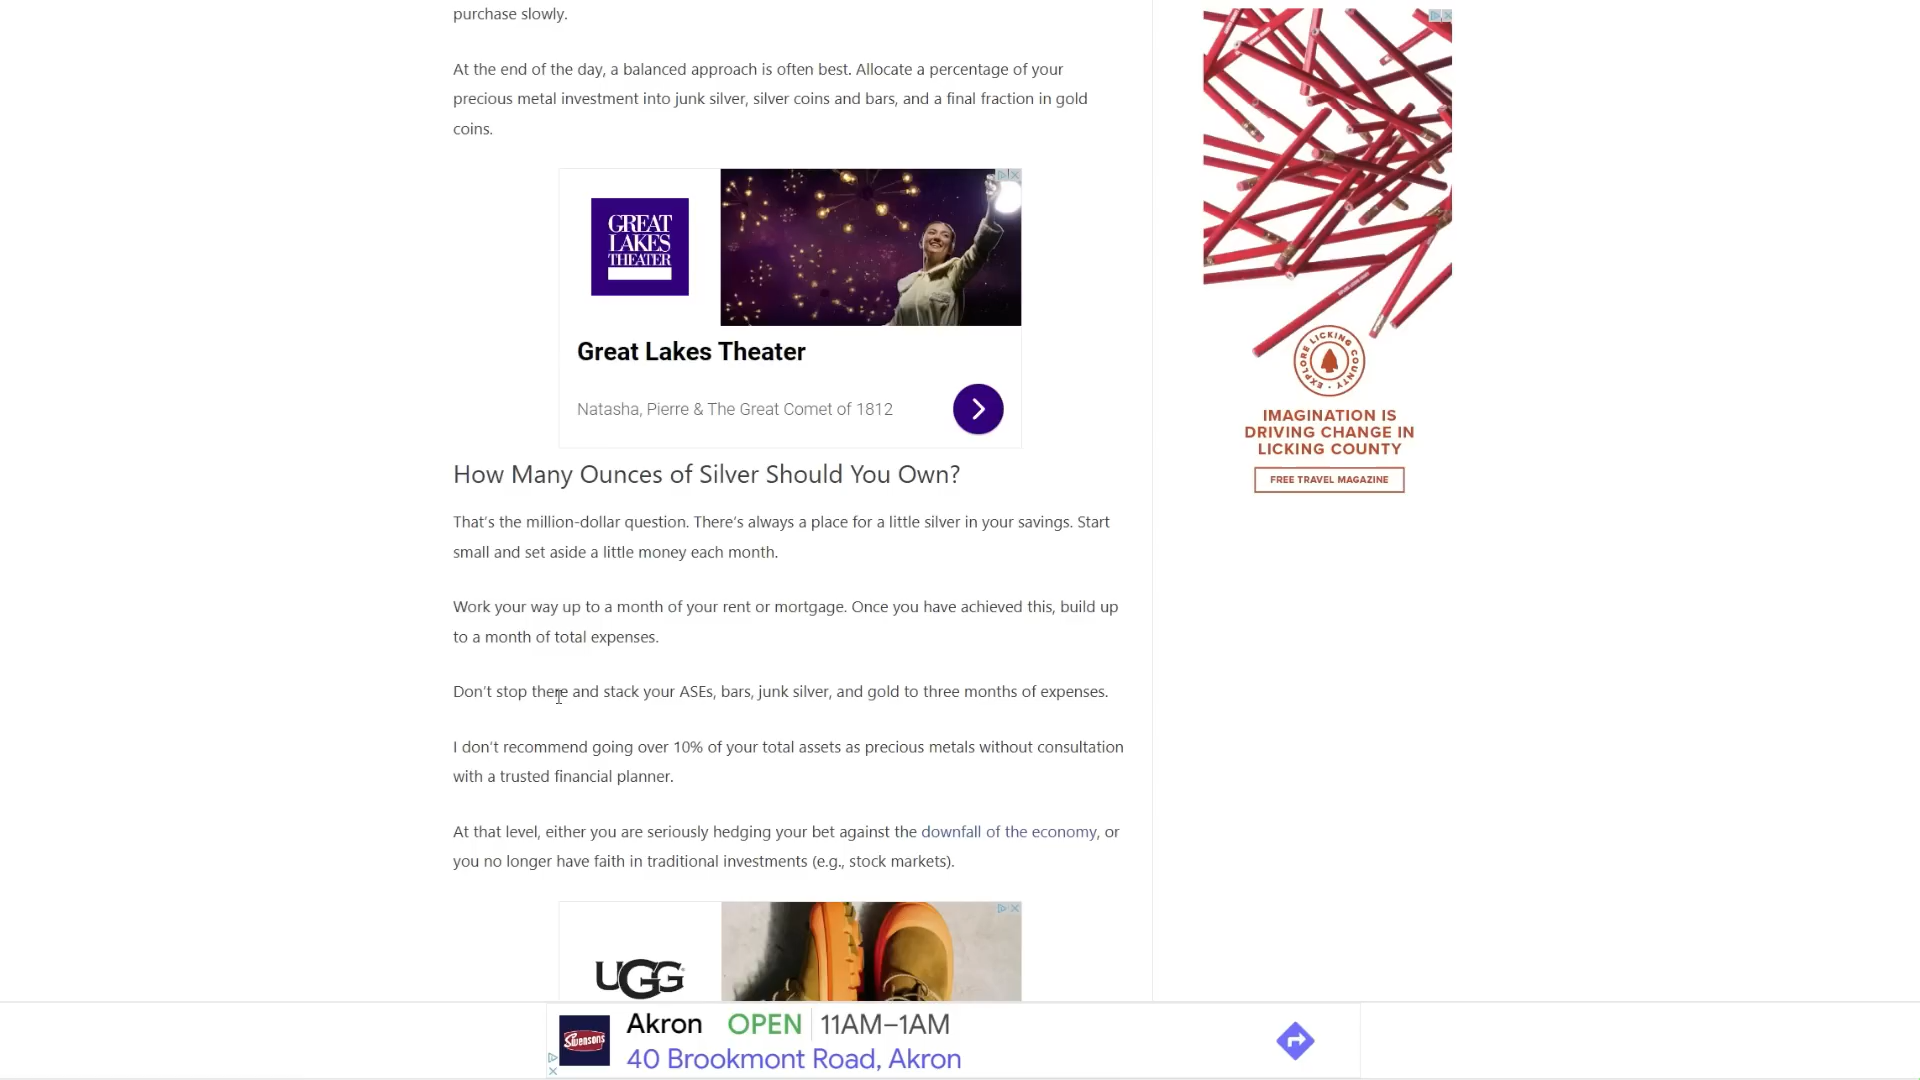 purchase slowly.
At the end of the day, a balanced approach is often best. Allocate a percentage of your
precious metal investment into junk silver, silver coins and bars, and a final fraction in gold
coins.
GREAT
LAKES
THEATER
Great Lakes Theater
Natasha, Pierre & The Great Comet of 1812
How Many Ounces of Silver Should You Own?
That's the million-dollar question. There's always a place for a little silver in your savings. Start
small and set aside a little money each month.
Work your way up to a month of your rent or mortgage. Once you have achieved this, build up
to a month of total expenses.
Don't stop there and stack your ASEs, bars, junk silver, and gold to three months of expenses.
I don't recommend going over 10% of your total assets as precious metals without consultation
with a trusted financial planner.
At that level, either you are seriously hedging your bet against the downfall of the economy, or
you no longer have faith in traditional investments (e.g., stock markets).
UGG
EXPLORE LICKING COUNTY
IMAGINATION IS
DRIVING CHANGE IN
LICKING COUNTY
FREE TRAVEL MAGAZINE
Swensons
Akron OPEN 11AM–1AM
40 Brookmont Road, Akron